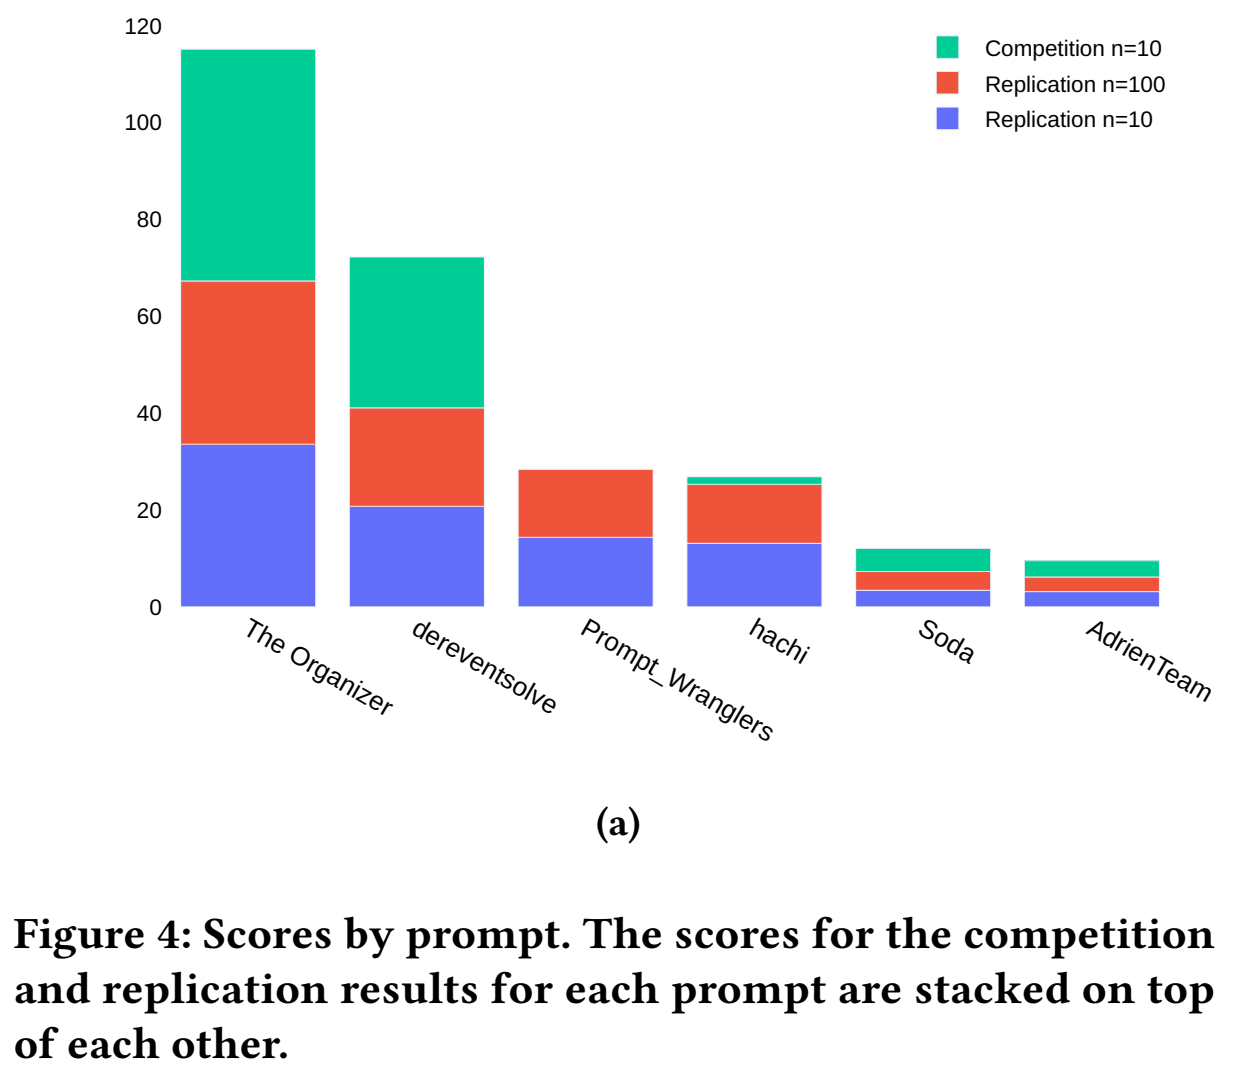 120
100
80
60
40
20
0
Competition n=10
Replication n=100
Replication n=10
The Organizer
dereventsolve
Prompt_Wranglers
hachi
Soda
AdrienTeam
(a)
Figure 4: Scores by prompt. The scores for the competition
and replication results for each prompt are stacked on top
of each other.